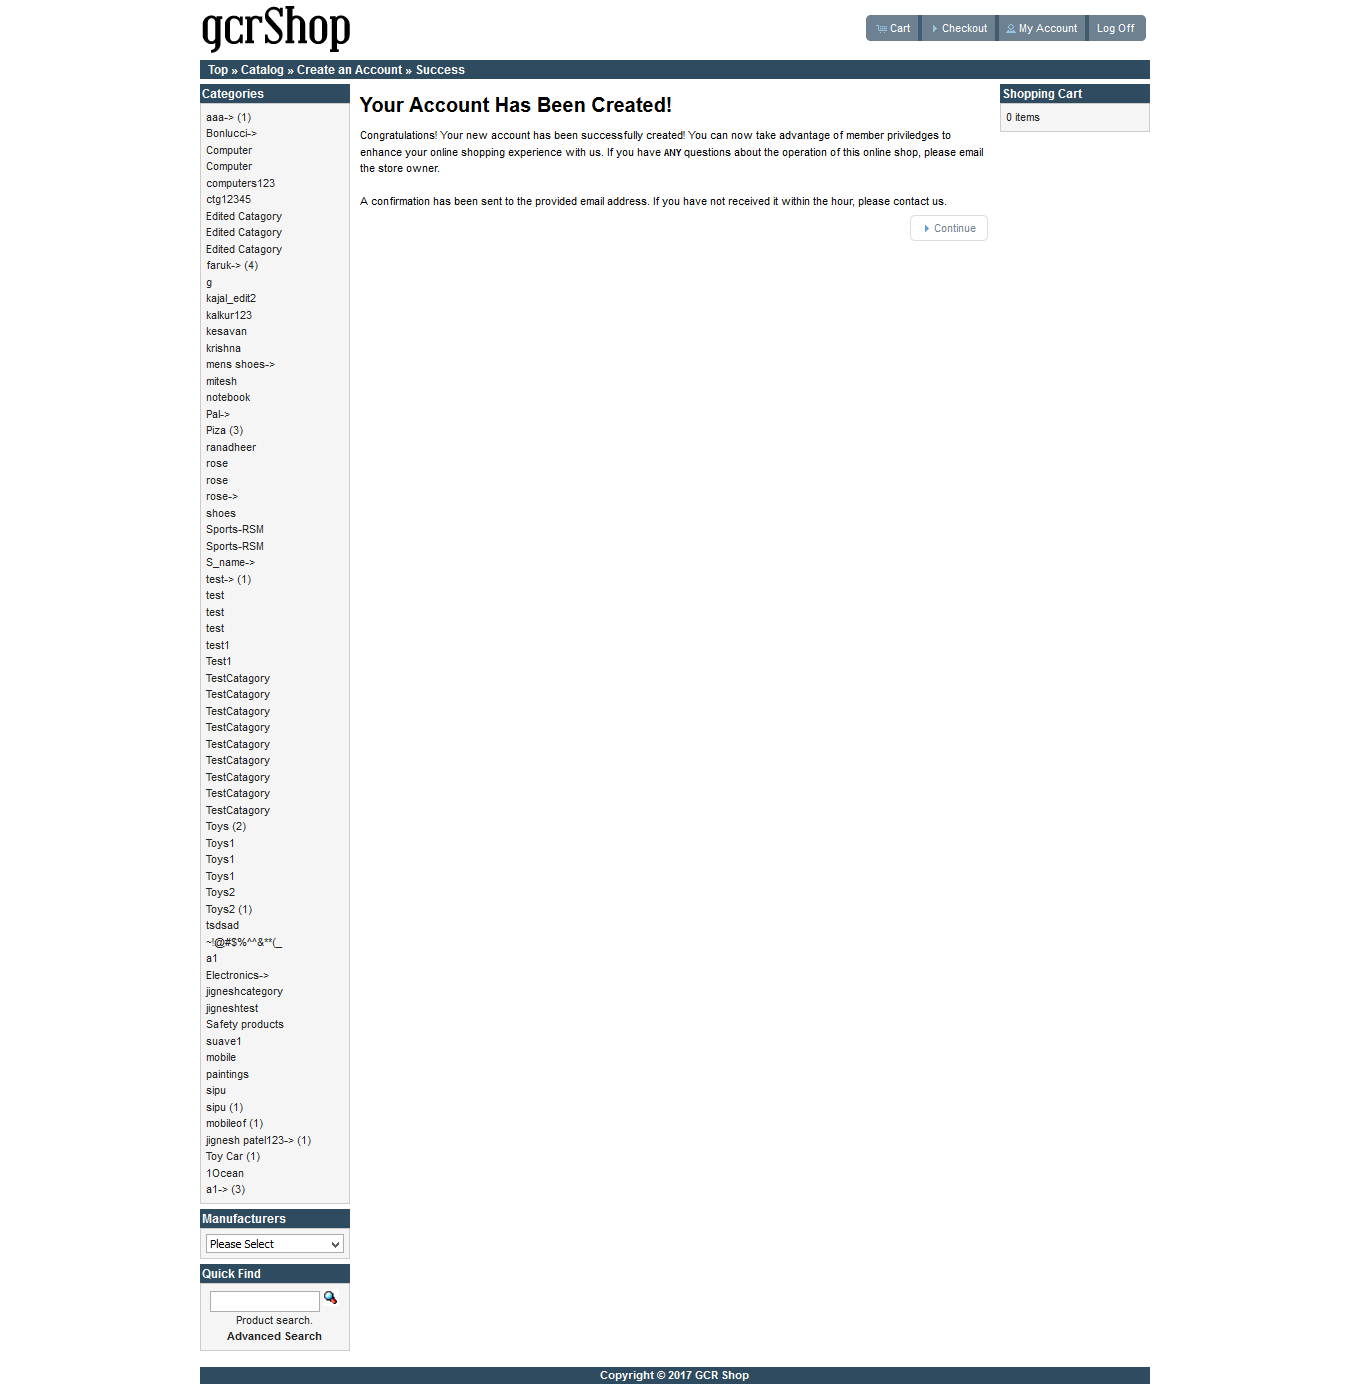 gcrShop
Cart Checkout My Account Log Off
Top » Catalog » Create an Account » Success
Categories
aaa-> (1)
Bonlucci->
Computer
Computer
computers123
ctg12345
Edited Catagory
Edited Catagory
Edited Catagory
faruk-> (4)
g
kajal_edit2
kalkur123
kesavan
krishna
mens shoes->
mitesh
notebook
Pal->
Piza (3)
ranadheer
rose
rose
rose->
shoes
Sports-RSM
Sports-RSM
S_name->
test-> (1)
test
test
test
test1
Test1
TestCatagory
TestCatagory
TestCatagory
TestCatagory
TestCatagory
TestCatagory
TestCatagory
TestCatagory
TestCatagory
Toys (2)
Toys1
Toys1
Toys1
Toys2
Toys2 (1)
tsdsad
~!@#$%^^&**(_
a1
Electronics->
jigneshcategory
jigneshtest
Safety products
suave1
mobile
paintings
sipu
sipu (1)
mobileof (1)
jignesh patel123-> (1)
Toy Car (1)
1Ocean
a1-> (3)
Manufacturers
Please Select
Quick Find
Product search.
Advanced Search
Your Account Has Been Created!
Congratulations! Your new account has been successfully created! You can now take advantage of member priviledges to
enhance your online shopping experience with us. If you have ANY questions about the operation of this online shop, please email
the store owner.
A confirmation has been sent to the provided email address. If you have not received it within the hour, please contact us.
Continue
Shopping Cart
0 items
Copyright © 2017 GCR Shop